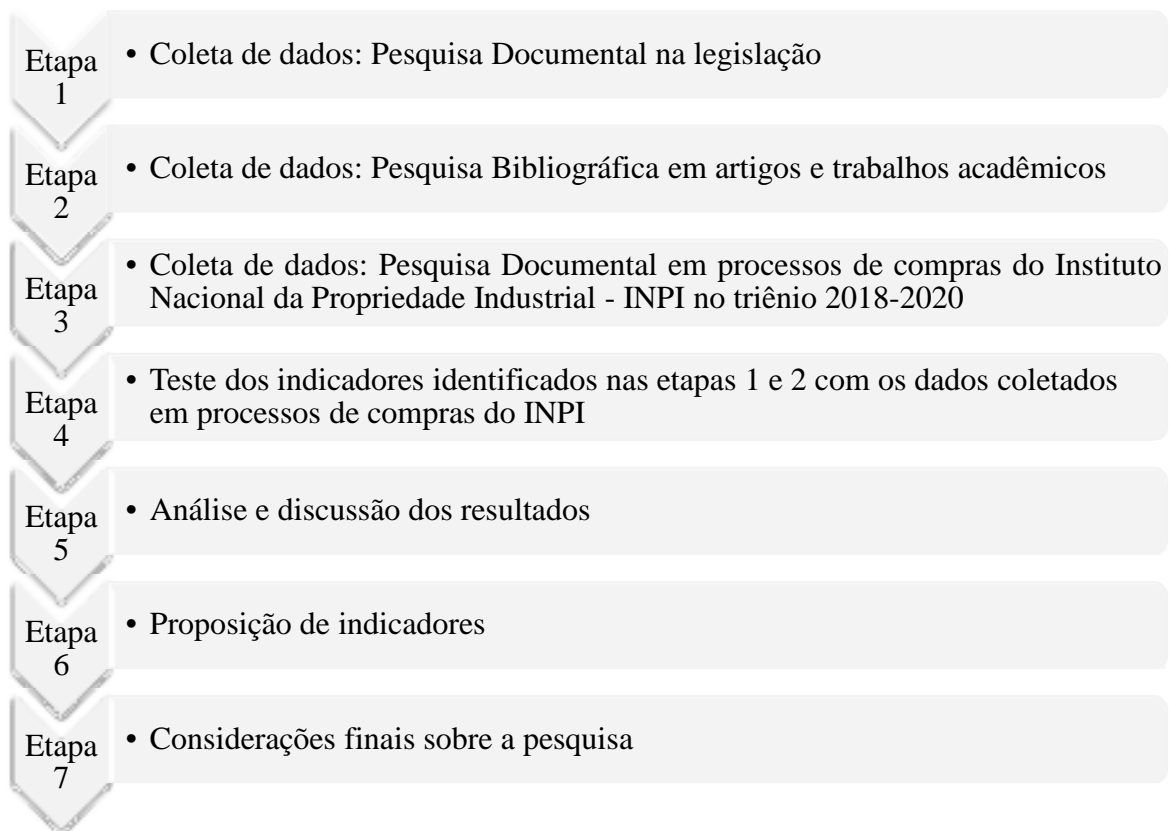 Etapa
1
• Coleta de dados: Pesquisa Documental na legislação
Etapa
2
• Coleta de dados: Pesquisa Bibliográfica em artigos e trabalhos acadêmicos
Etapa
3
• Coleta de dados: Pesquisa Documental em processos de compras do Instituto
Nacional da Propriedade Industrial - INPI no triênio 2018-2020
Etapa
4
• Teste dos indicadores identificados nas etapas 1 e 2 com os dados coletados
em processos de compras do INPI
Etapa
5
• Análise e discussão dos resultados
Etapa
6
• Proposição de indicadores
Etapa
7
• Considerações finais sobre a pesquisa